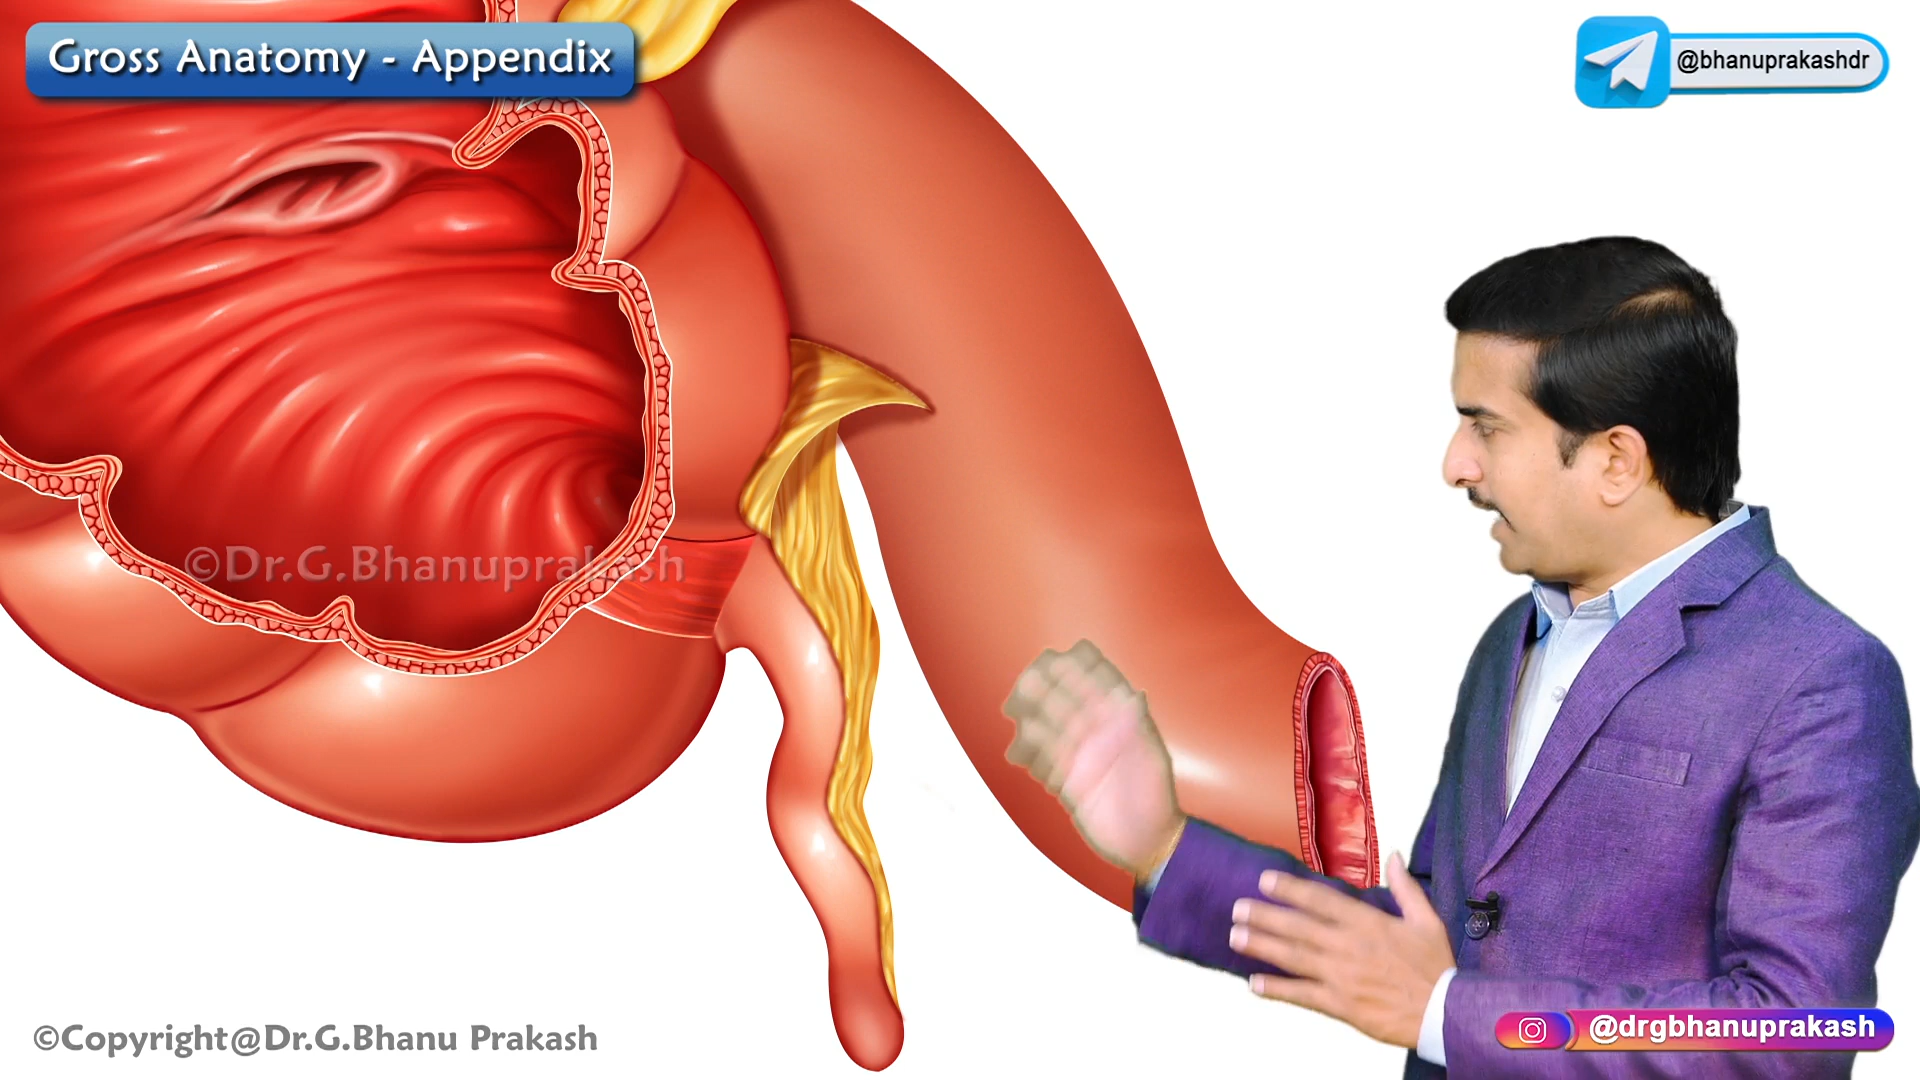 Gross Anatomy - Appendix
@bhanuprakashdr
©Dr.G.Bhanuprakash
©Copyright@Dr.G.Bhanu Prakash
@drgbhanuprakash